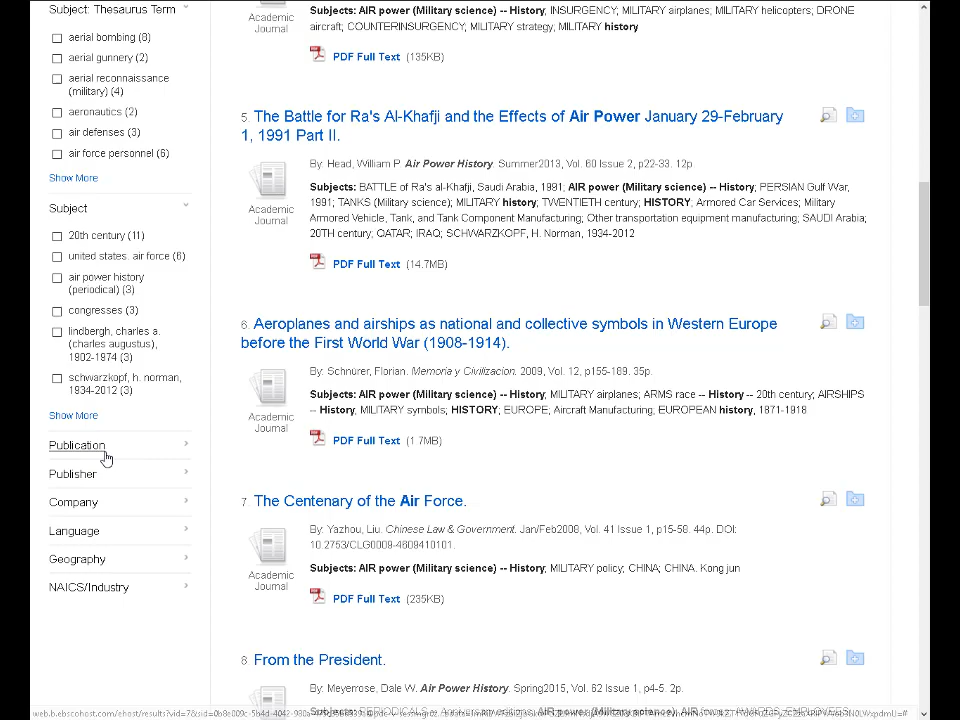 Subject: Thesaurus Term
aerial bombing (8)
aerial gunnery (2)
aerial reconnaissance
(military) (4)
aeronautics (2)
air defenses (3)
air force personnel (6)
Show More
Subject
20th century (11)
united states. air force (6)
air power history
(periodical) (3)
congresses (3)
lindbergh, charles a.
(charles augustus),
1902-1974 (3)
schwarzkopf, h. norman,
1934-2012 (3)
Show More
Publication
Publisher
Company
Language
Geography
NAICS/Industry
Academic
Journal
Subjects: AIR power (Military science) -- History; INSURGENCY; MILITARY airplanes; MILITARY helicopters; DRONE
aircraft; COUNTERINSURGENCY; MILITARY strategy; MILITARY history
PDF Full Text (135KB)
5. The Battle for Ra's Al-Khafji and the Effects of Air Power January 29-February
1, 1991 Part II.
By: Head, William P. Air Power History. Summer2013, Vol. 60 Issue 2, p22-33. 12p.
Academic
Journal
Subjects: BATTLE of Ra's al-Khafji, Saudi Arabia, 1991; AIR power (Military science) -- History; PERSIAN Gulf War,
1991; TANKS (Military science); MILITARY history; TWENTIETH century; HISTORY; Armored Car Services; Military
Armored Vehicle, Tank, and Tank Component Manufacturing; Other transportation equipment manufacturing; SAUDI Arabia;
20TH century; QATAR; IRAQ; SCHWARZKOPF, H. Norman, 1934-2012
PDF Full Text (14.7MB)
6. Aeroplanes and airships as national and collective symbols in Western Europe
before the First World War (1908-1914).
By: Schnürer, Florian. Memoria y Civilizacion. 2009, Vol. 12, p155-189. 35p.
Academic
Journal
Subjects: AIR power (Military science) -- History; MILITARY airplanes; ARMS race -- History -- 20th century; AIRSHIPS
-- History; MILITARY symbols; HISTORY; EUROPE; Aircraft Manufacturing; EUROPEAN history, 1871-1918
PDF Full Text (1.7MB)
7. The Centenary of the Air Force.
By: Yazhou, Liu. Chinese Law & Government. Jan/Feb2008, Vol. 41 Issue 1, p15-58. 44p. DOI:
10.2753/CLG0009-4609410101.
Academic
Journal
Subjects: AIR power (Military science) -- History; MILITARY policy; CHINA; CHINA. Kong jun
PDF Full Text (235KB)
8. From the President.
By: Meyerrose, Dale W. Air Power History. Spring2015, Vol. 62 Issue 1, p4-5. 2p.